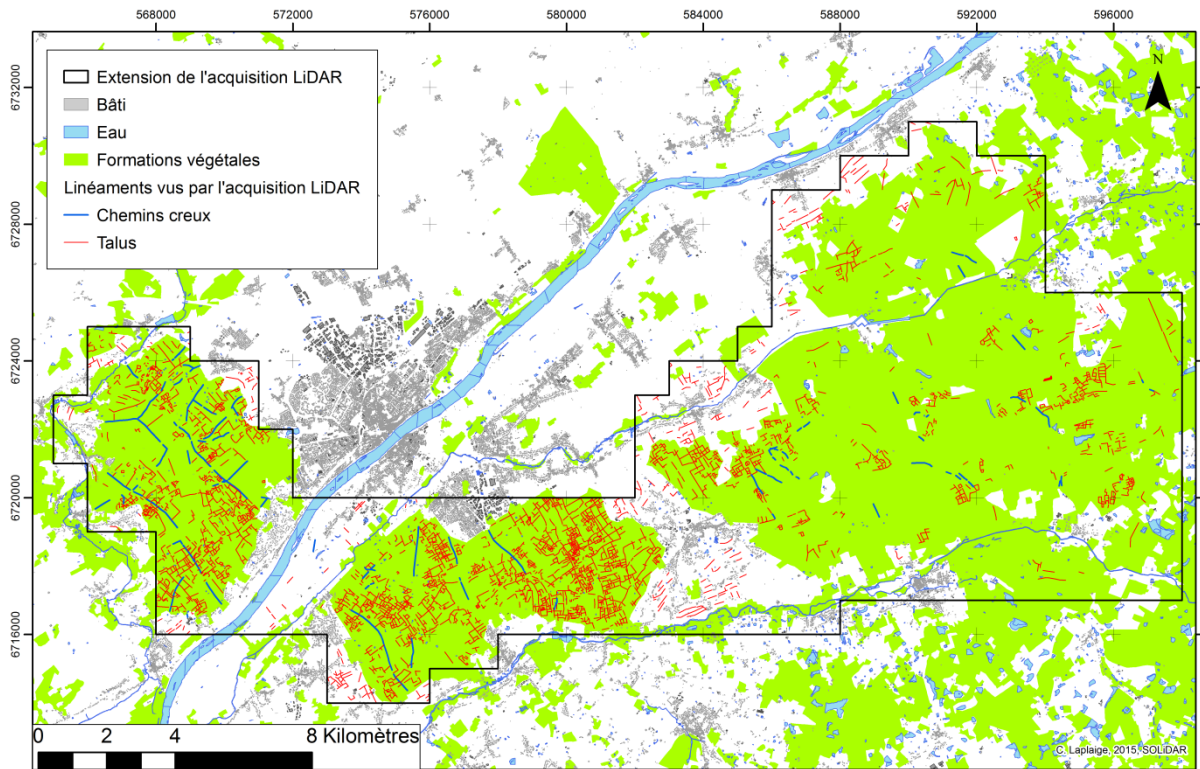 568000 572000 576000 580000 584000 588000 592000 596000
6732000
6728000
6724000
6720000
6716000
Extension de l'acquisition LiDAR
Bâti
Eau
Formations végétales
Linéaments vus par l'acquisition LiDAR
Chemins creux
Talus
N
0 2 4 8 Kilomètres
C. Laplaige, 2015, SOLiDAR